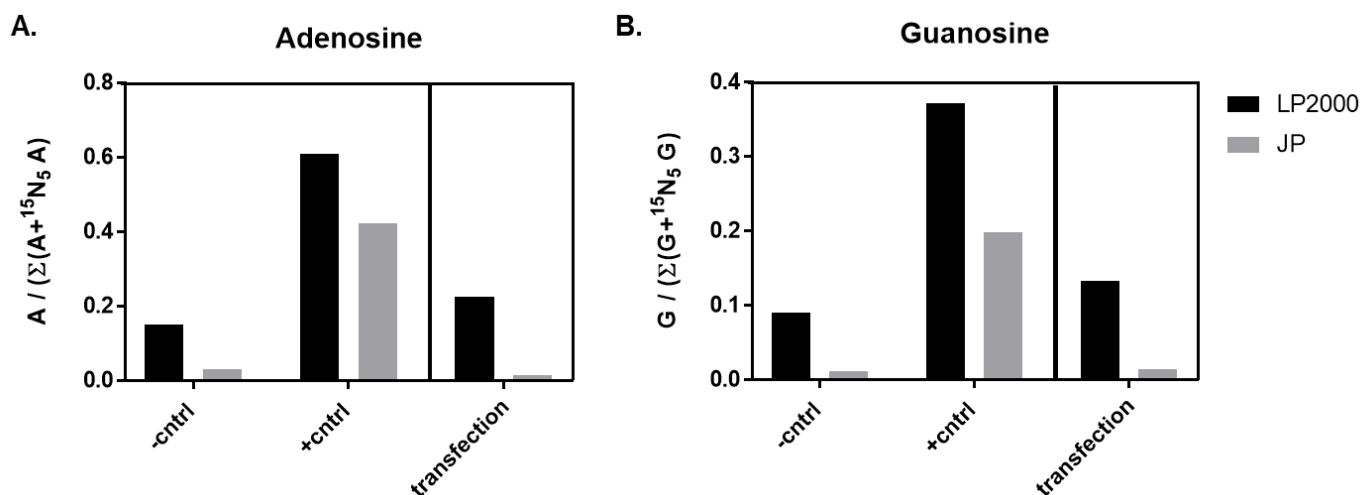 A.
Adenosine
A / (Σ(A+¹⁵N₅ A)
0.8
0.6
0.4
0.2
0.0
-cntrl
+cntrl
transfection
B.
Guanosine
G / (Σ(G+¹⁵N₅ G)
0.4
0.3
0.2
0.1
0.0
-cntrl
+cntrl
transfection
LP2000
JP